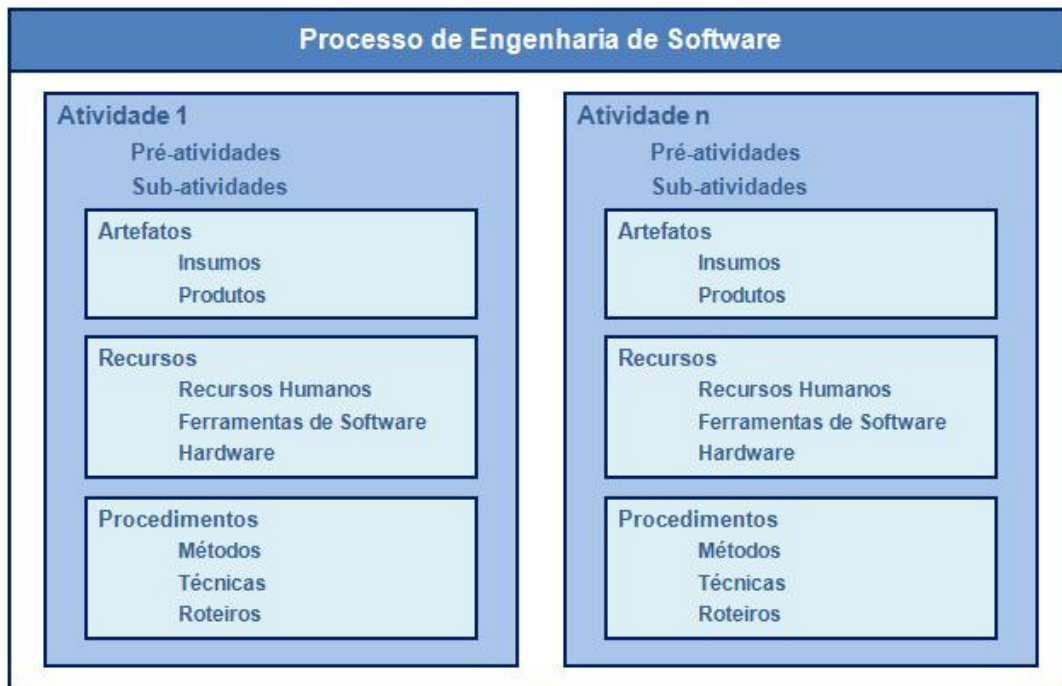 Processo de Engenharia de Software
Atividade 1
Pré-atividades
Sub-atividades
Artefatos
Insumos
Produtos
Recursos
Recursos Humanos
Ferramentas de Software
Hardware
Procedimentos
Métodos
Técnicas
Roteiros
Atividade n
Pré-atividades
Sub-atividades
Artefatos
Insumos
Produtos
Recursos
Recursos Humanos
Ferramentas de Software
Hardware
Procedimentos
Métodos
Técnicas
Roteiros